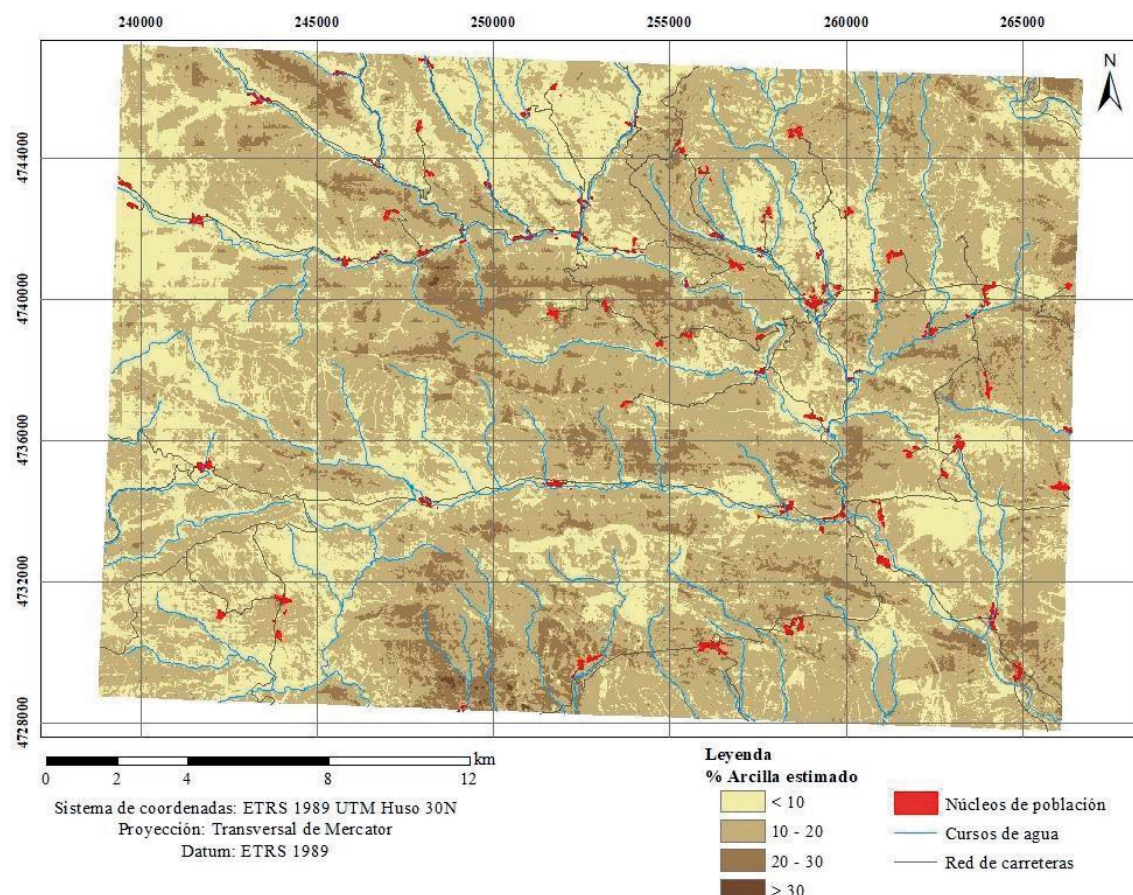 240000 245000 250000 255000 260000 265000
N
4744000
4740000
4736000
4732000
4728000
km
0 2 4 8 12
Sistema de coordenadas: ETRS 1989 UTM Huso 30N
Proyección: Transversal de Mercator
Datum: ETRS 1989
Leyenda
% Arcilla estimado
< 10
10 - 20
20 - 30
> 30
Núcleos de población
Cursos de agua
Red de carreteras